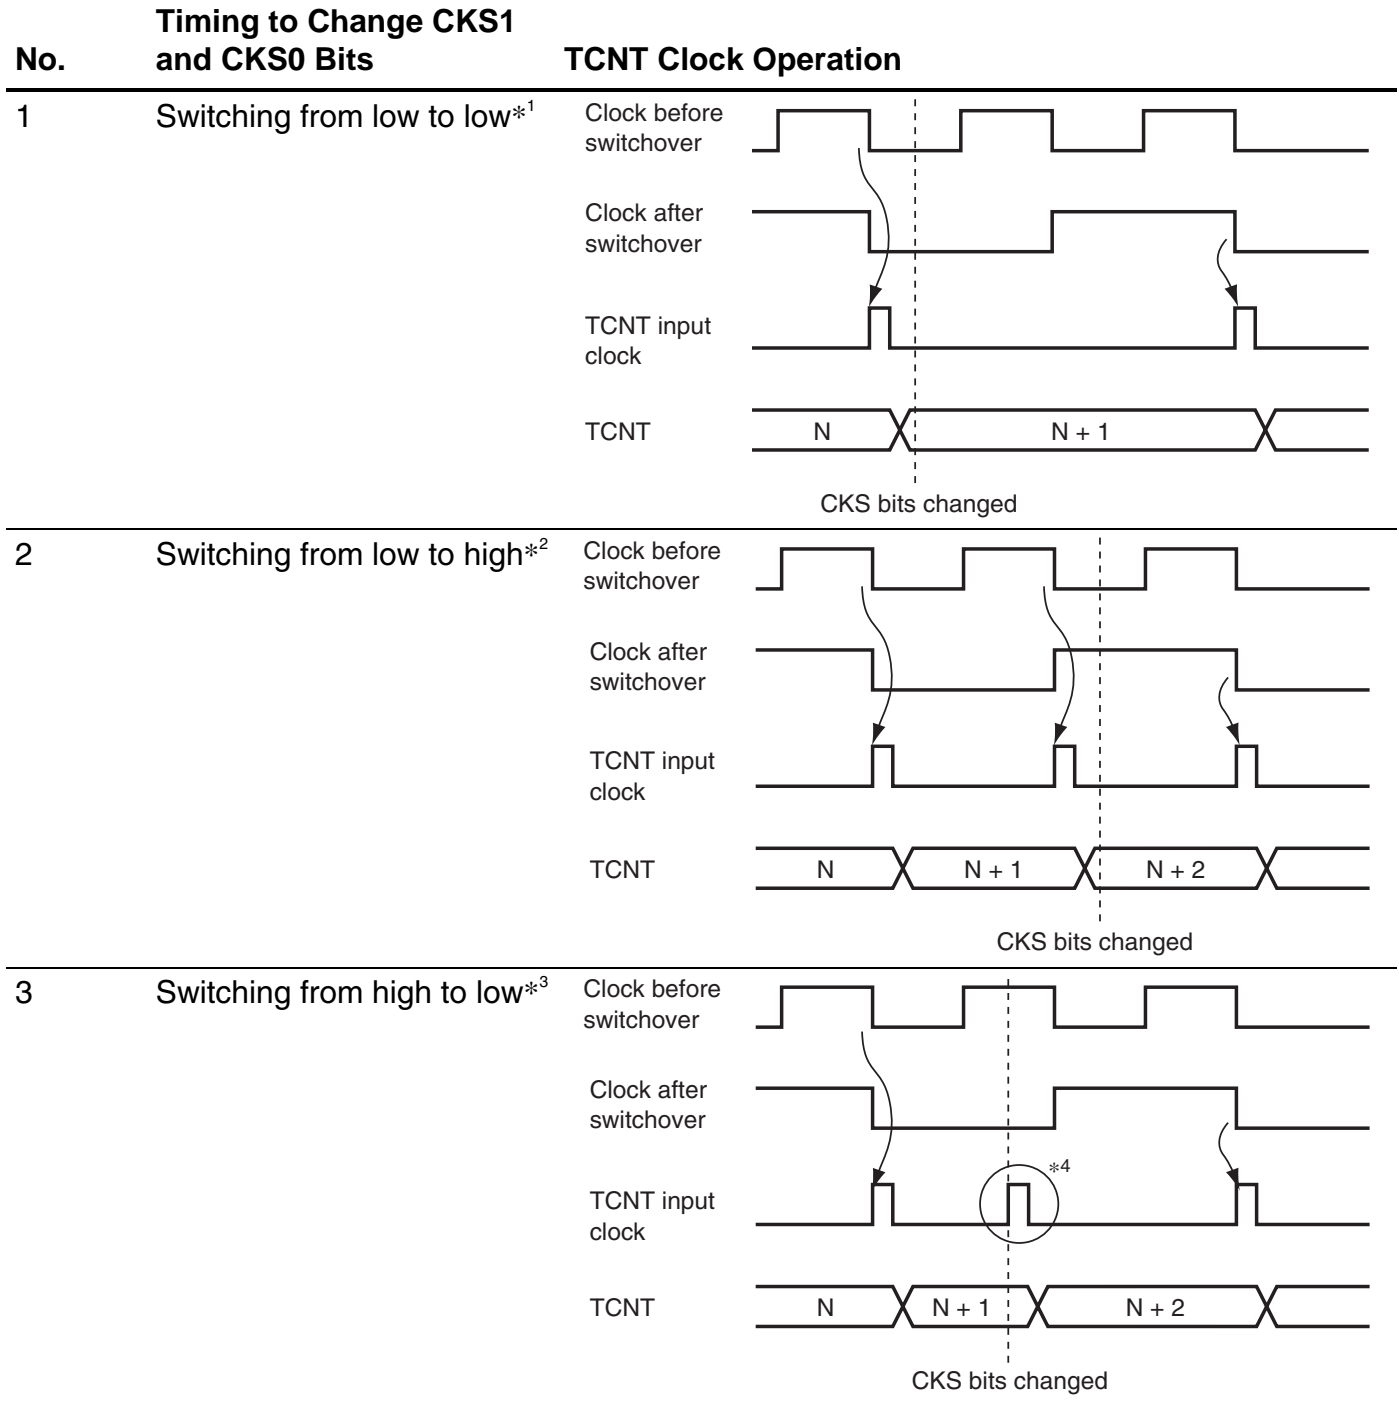 No.
Timing to Change CKS1
and CKS0 Bits
TCNT Clock Operation
1
Switching from low to low*1
Clock before
switchover
Clock after
switchover
TCNT input
clock
TCNT
N
N + 1
CKS bits changed
2
Switching from low to high*2
Clock before
switchover
Clock after
switchover
TCNT input
clock
TCNT
N
N + 1
N + 2
CKS bits changed
3
Switching from high to low*3
Clock before
switchover
Clock after
switchover
*4
TCNT input
clock
TCNT
N
N + 1
N + 2
CKS bits changed